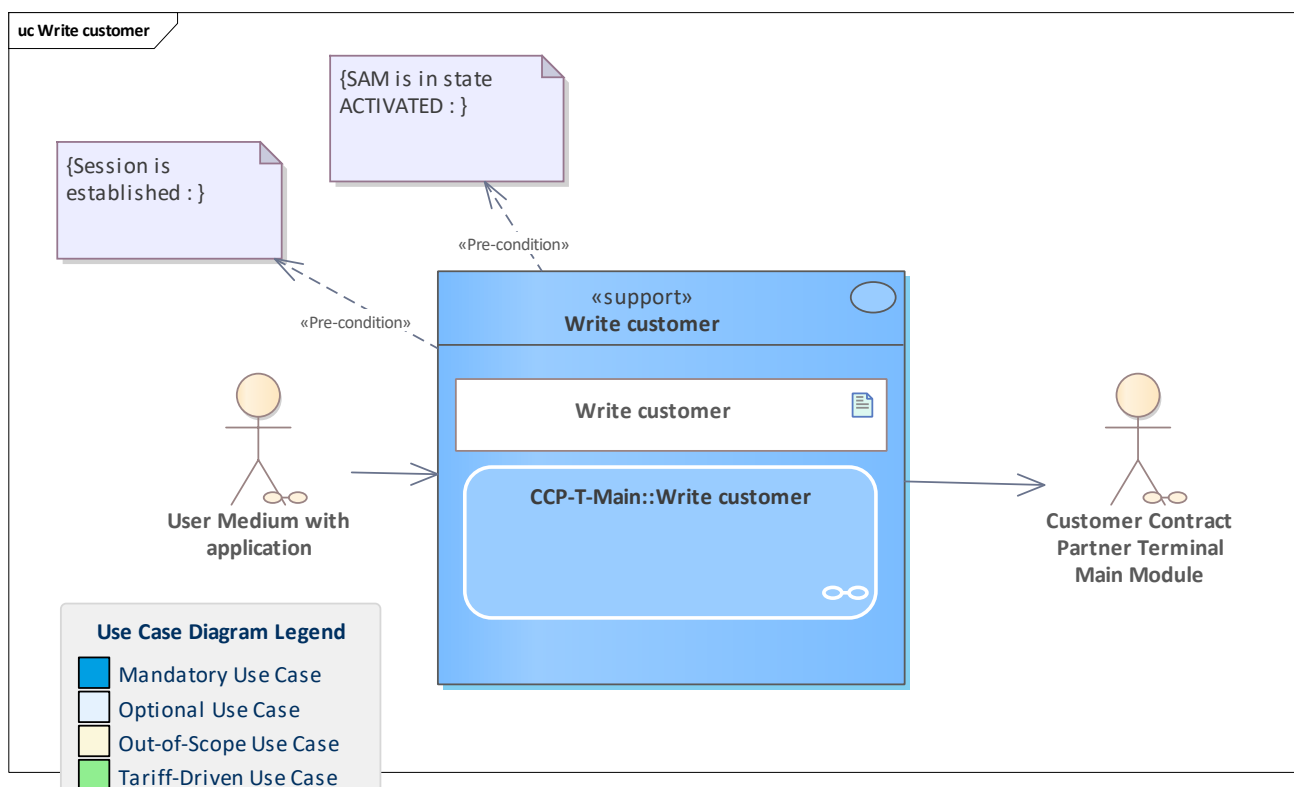 uc Write customer
{SAM is in state
ACTIVATED : }
{Session is
established : }
«Pre-condition»
«Pre-condition»
«support»
Write customer
Write customer
CCP-T-Main::Write customer
User Medium with
application
Customer Contract
Partner Terminal
Main Module
Use Case Diagram Legend
Mandatory Use Case
Optional Use Case
Out-of-Scope Use Case
Tariff-Driven Use Case